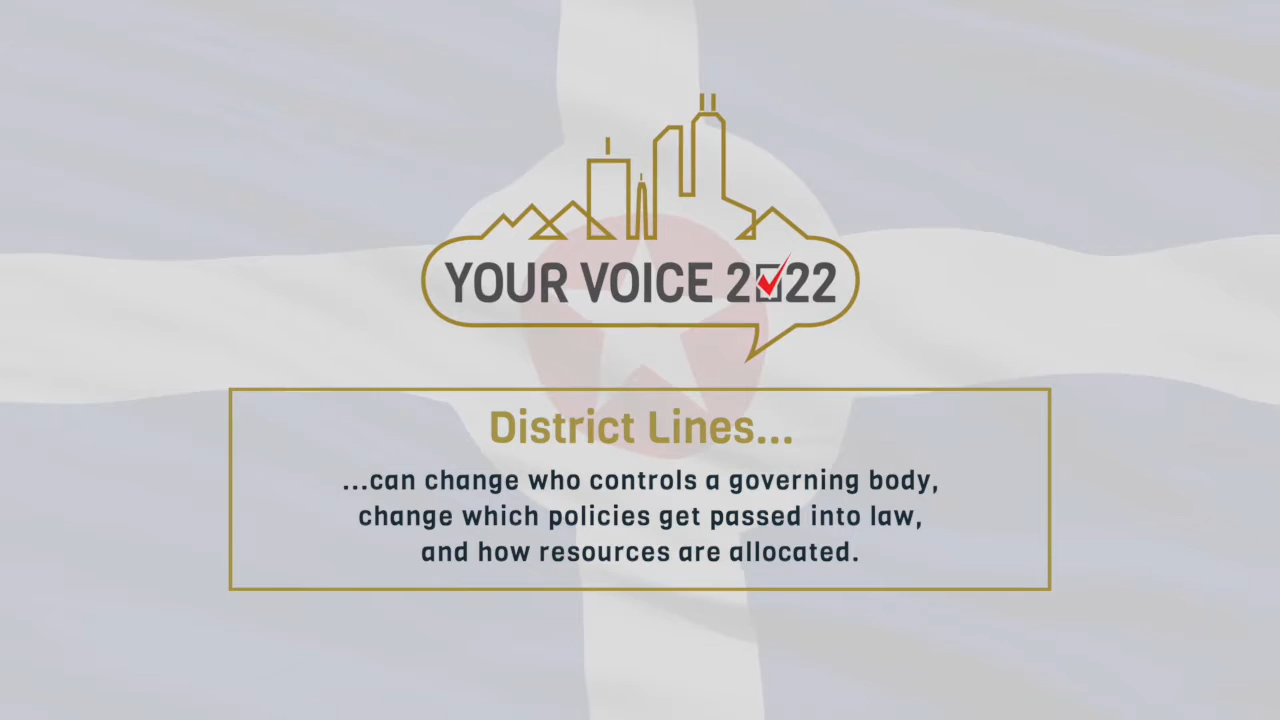 YOUR VOICE 2022
District Lines...
...can change who controls a governing body,
change which policies get passed into law,
and how resources are allocated.